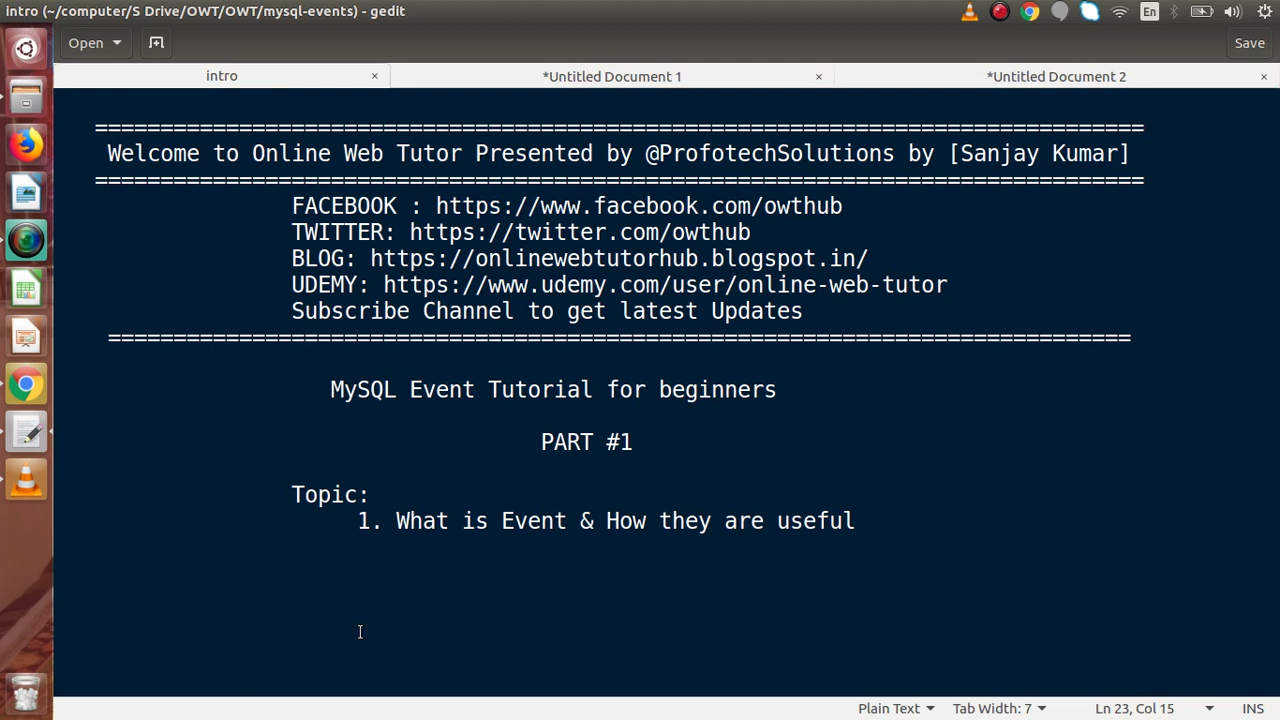 intro (~/computer/S Drive/OWT/OWT/mysql-events) - gedit
En
Open
Save
intro × *Untitled Document 1 × *Untitled Document 2 ×
================================================================================
Welcome to Online Web Tutor Presented by @ProfotechSolutions by [Sanjay Kumar]
================================================================================
FACEBOOK : https://www.facebook.com/owthub
TWITTER: https://twitter.com/owthub
BLOG: https://onlinewebtutorhub.blogspot.in/
UDEMY: https://www.udemy.com/user/online-web-tutor
Subscribe Channel to get latest Updates
==============================================================================
MySQL Event Tutorial for beginners
PART #1
Topic:
1. What is Event & How they are useful
Plain Text Tab Width: 7 Ln 23, Col 15 INS